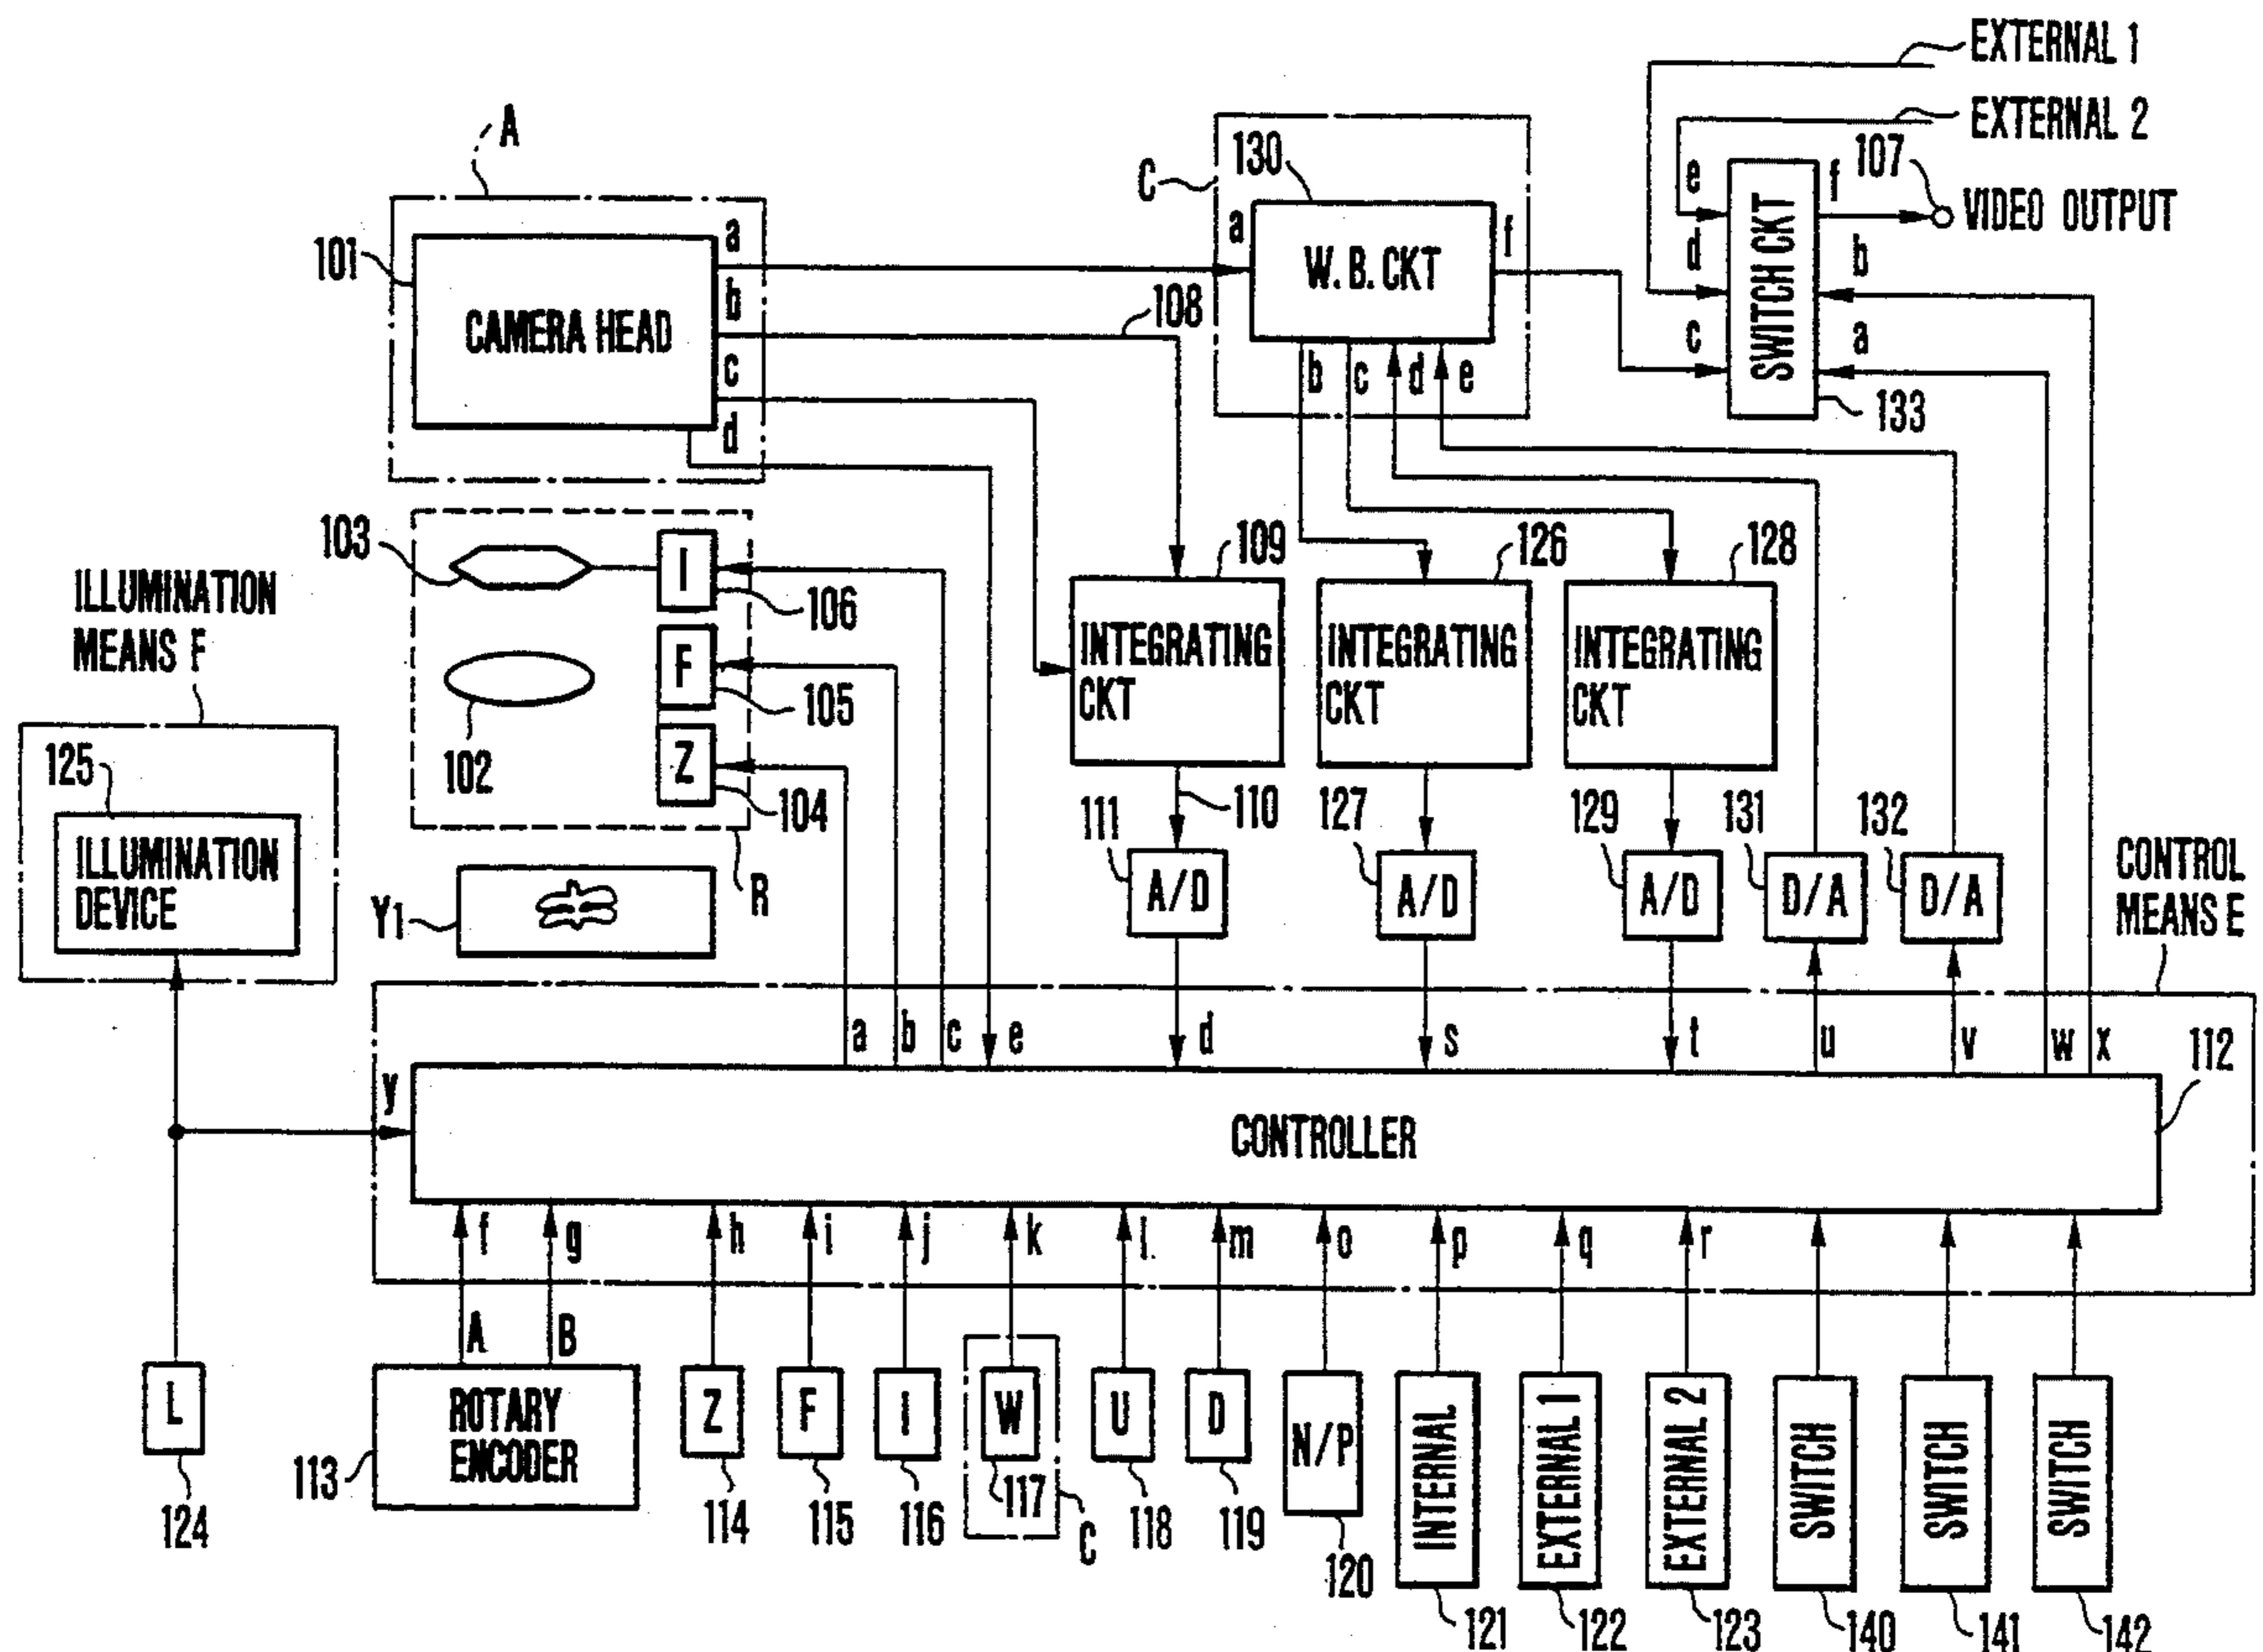 EXTERNAL 1
EXTERNAL 2
A
C
130
107
101
a
b
c
d
CAMERA HEAD
108
a
W.B.CKT
f
b
c
d
e
e
d
c
SWITCH CKT
f
b
a
VIDEO OUTPUT
133
ILLUMINATION
MEANS F
103
I
106
F
105
102
Z
104
R
109
INTEGRATING
CKT
126
INTEGRATING
CKT
128
INTEGRATING
CKT
125
ILLUMINATION
DEVICE
Y1
110
111
A/D
127
A/D
129
A/D
131
D/A
132
D/A
CONTROL
MEANS E
a
b
c
e
d
s
t
u
v
w
x
112
y
CONTROLLER
f
g
h
i
j
k
l
m
o
p
q
r
A
B
L
124
ROTARY
ENCODER
113
Z
114
F
115
I
116
W
117
C
U
118
D
119
N/P
120
INTERNAL
121
EXTERNAL 1
122
EXTERNAL 2
123
SWITCH
140
SWITCH
141
SWITCH
142